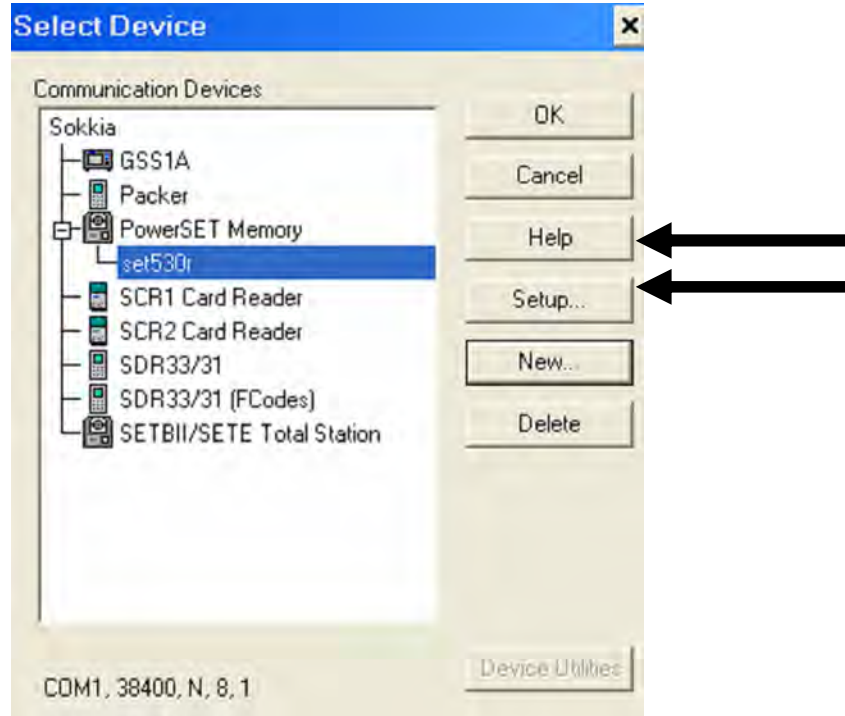 Select Device
Communication Devices
Sokkia
GSS1A
Packer
PowerSET Memory
set530r
SCR1 Card Reader
SCR2 Card Reader
SDR33/31
SDR33/31 (FCodes)
SETBII/SETE Total Station
OK
Cancel
Help
Setup...
New...
Delete
Device Utilities
COM1, 38400, N, 8, 1